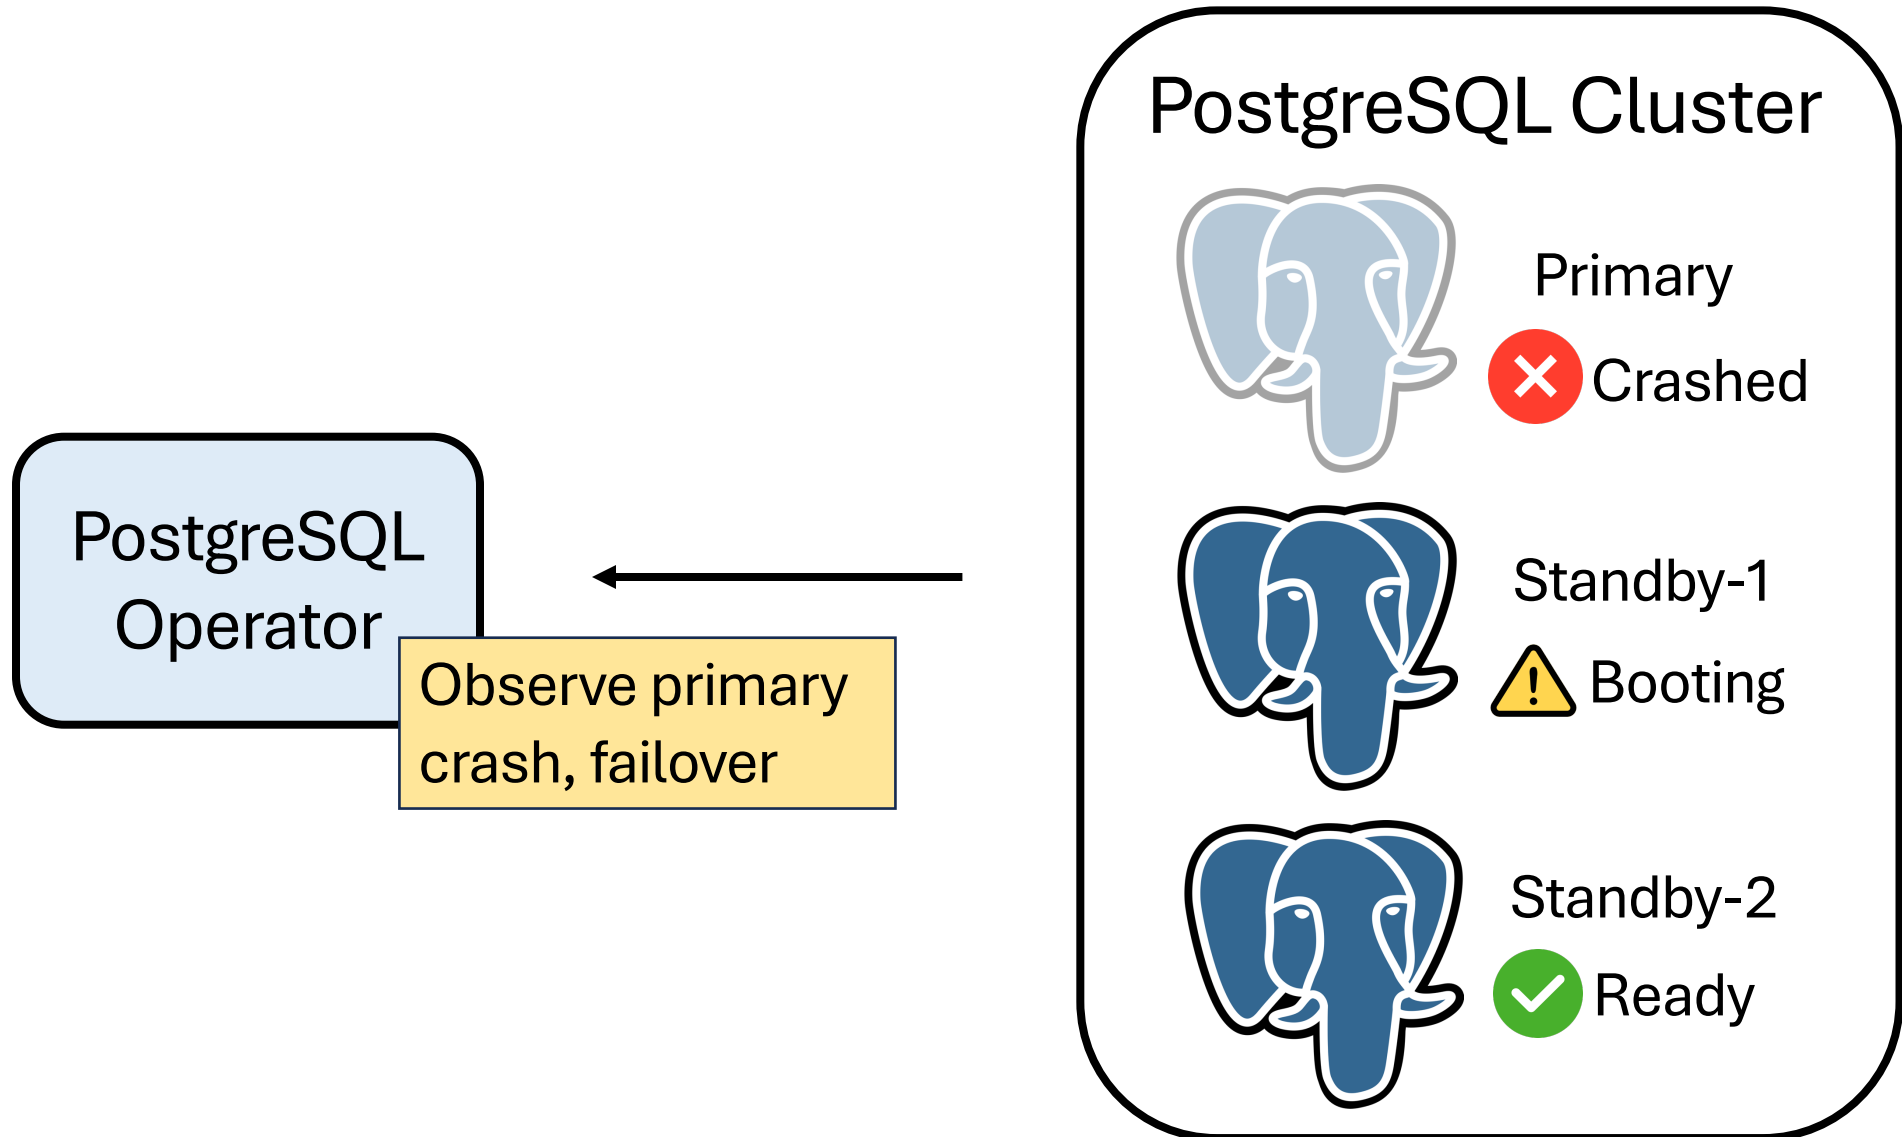 PostgreSQL Cluster
Primary
Crashed
PostgreSQL
Operator
Observe primary
crash, failover
Standby-1
Booting
Standby-2
Ready